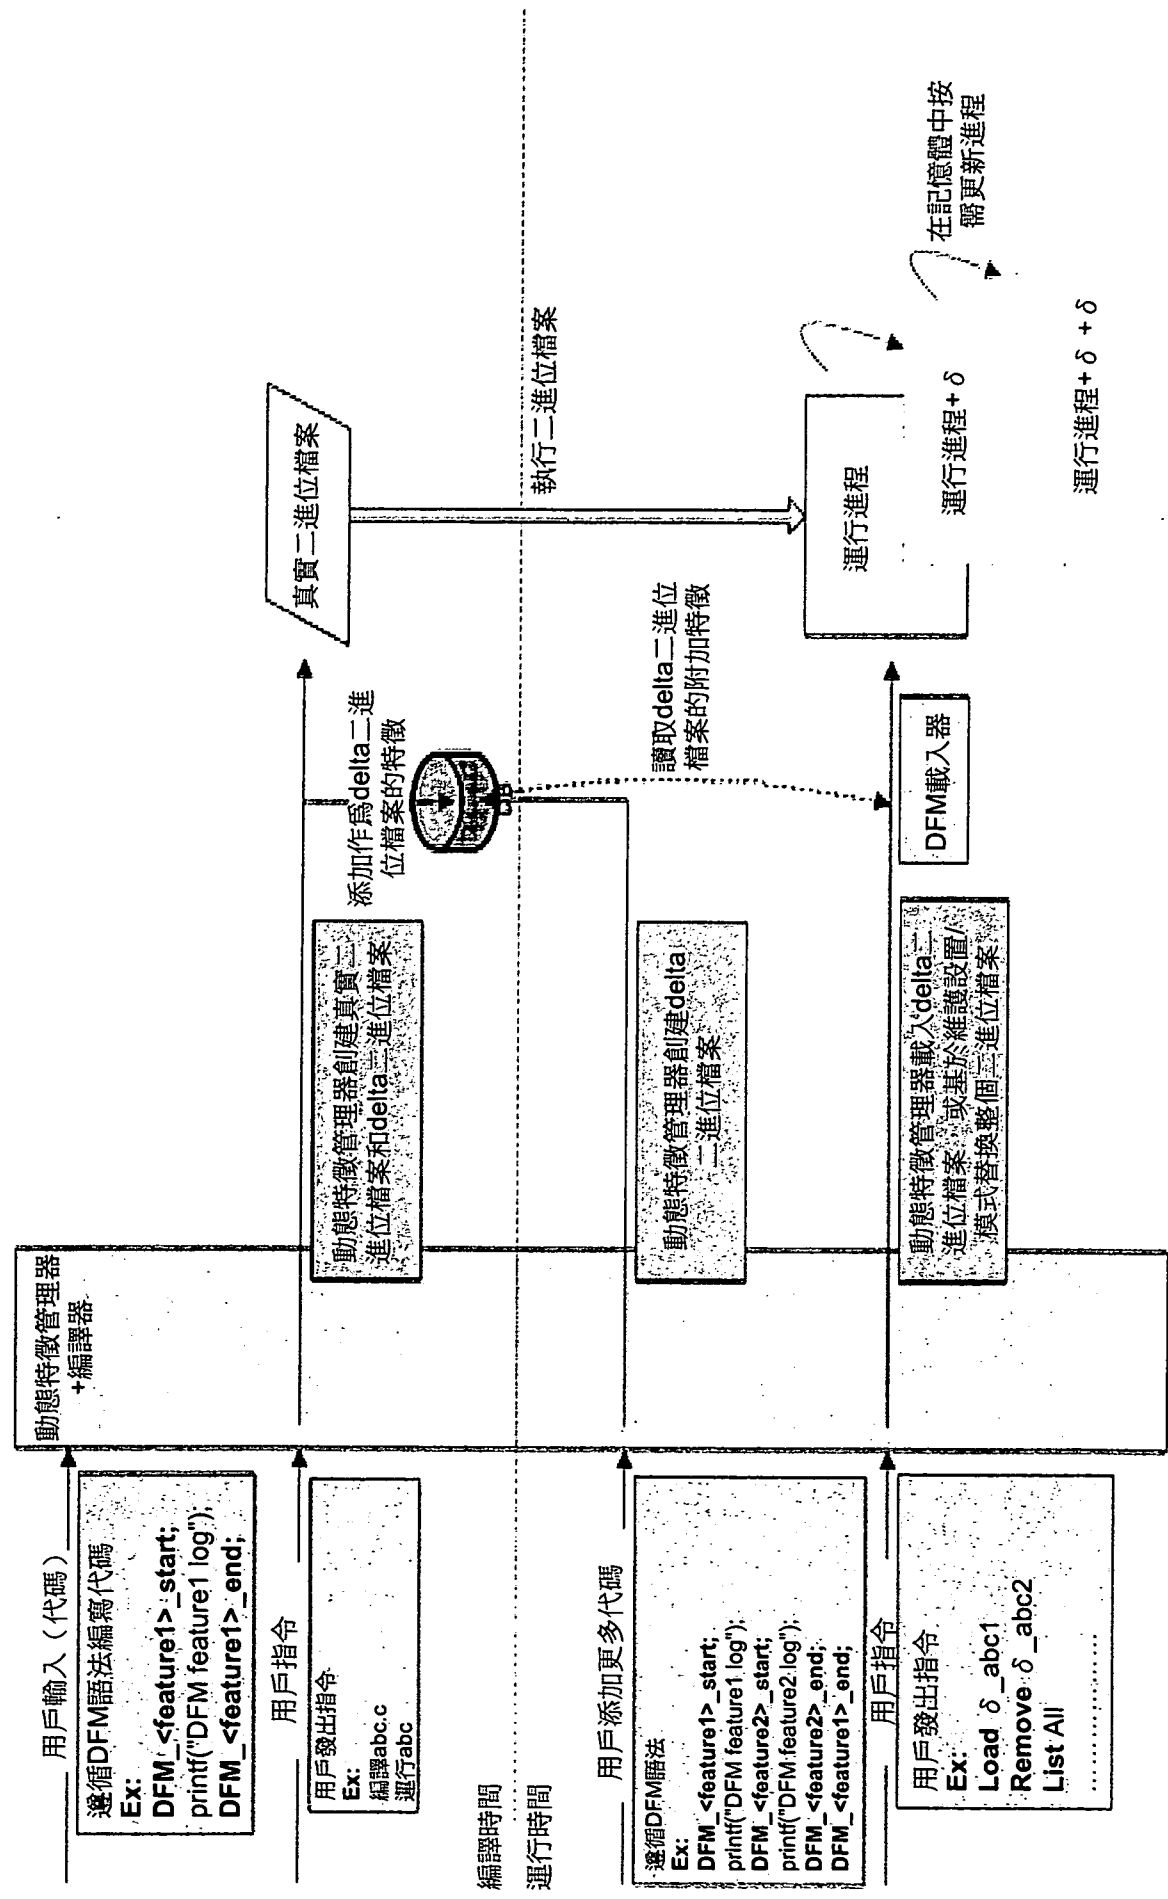 用戶輸入（代碼）
遵循DFM語法編寫代碼
Ex:
DFM_<feature1>_start;
printf("DFM feature1 log");
DFM_<feature1>_end;
動態特徵管理器
+編譯器
用戶指令
用戶發出指令
Ex:
編譯abc.c
運行abc
動態特徵管理器創建真實二
進位檔案和delta二進位檔案
添加作爲delta二進
位檔案的特徵
真實二進位檔案
編譯時間
運行時間
執行二進位檔案
用戶添加更多代碼
遵循DFM語法
Ex:
DFM_<feature1>_start;
printf("DFM feature1 log");
DFM_<feature2>_start;
printf("DFM feature2 log");
DFM_<feature2>_end;
DFM_<feature1>_end;
動態特徵管理器創建delta
二進位檔案
讀取delta二進位
檔案的附加特徵
用戶指令
用戶發出指令
Ex:
Load δ_abc1
Remove δ_abc2
List All
............
動態特徵管理器載入delta二
進位檔案，或基於維護設置/
模式替換整個二進位檔案
DFM載入器
運行進程
運行進程+δ
運行進程+δ+δ
在記憶體中按
需更新進程